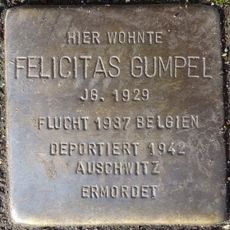 HIER WOHNTE
FELICITAS GUMPEL
JG. 1929
FLUCHT 1937 BELGIEN
DEPORTIERT 1942
AUSCHWITZ
ERMORDET